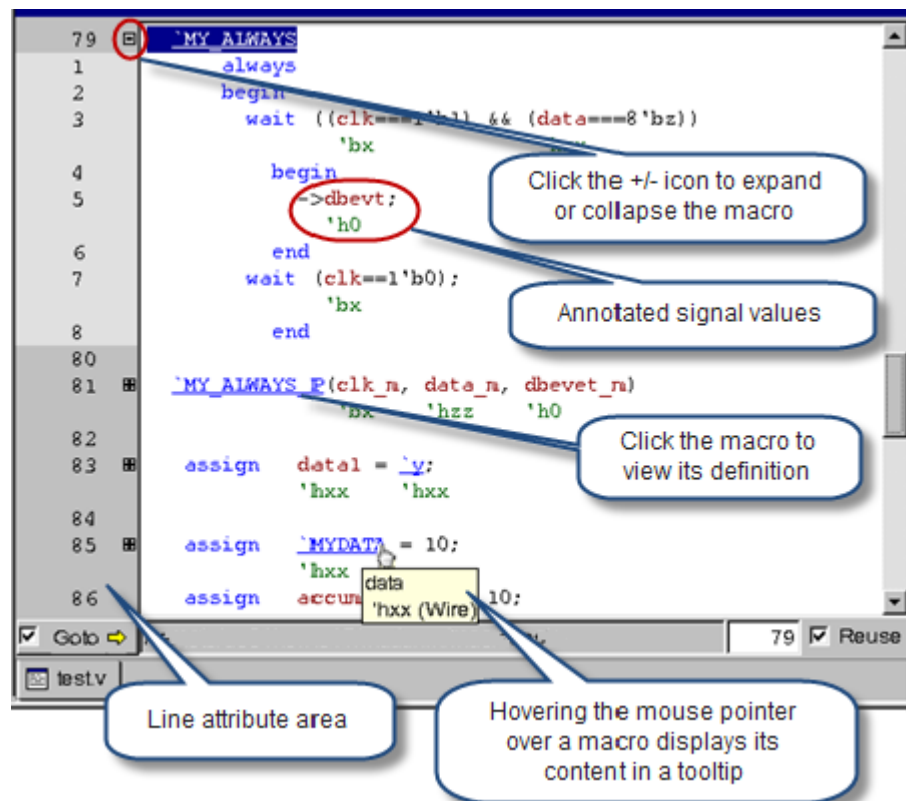 79 `MY_ALWAYS
1 always
2 begin
3 wait ((clk===1'b1) && (data===8'bz))
'bx
4 begin
Click the +/- icon to expand
or collapse the macro
5 ->dbevt;
'h0
6 end
7 wait (clk==1'b0);
'bx
Annotated signal values
8 end
80
81 `MY_ALWAYS_P(clk_m, data_m, dbevet_m)
'bx 'hzz 'h0
82
Click the macro to
view its definition
83 assign data1 = `y;
'hxx 'hxx
84
85 assign `MYDATA = 10;
'hxx
data
'hxx (Wire)
86 assign accum 10;
Goto 79 Reuse
test.v
Line attribute area
Hovering the mouse pointer
over a macro displays its
content in a tooltip